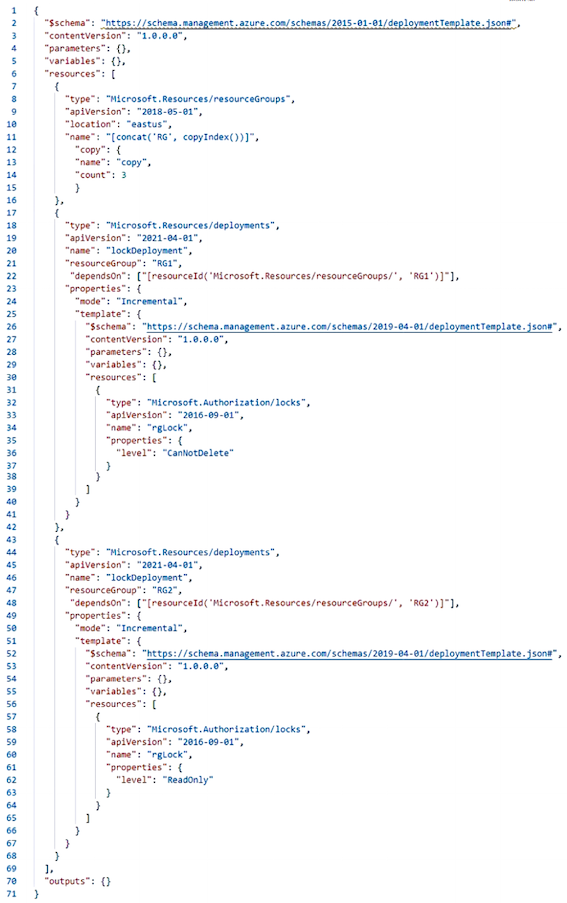 1 {
2 "$schema": "https://schema.management.azure.com/schemas/2015-01-01/deploymentTemplate.json#",
3 "contentVersion": "1.0.0.0",
4 "parameters": {},
5 "variables": {},
6 "resources": [
7 {
8 "type": "Microsoft.Resources/resourceGroups",
9 "apiVersion": "2018-05-01",
10 "location": "eastus",
11 "name": "[concat('RG', copyIndex())]",
12 "copy": {
13 "name": "copy",
14 "count": 3
15 }
16 },
17 {
18 "type": "Microsoft.Resources/deployments",
19 "apiVersion": "2021-04-01",
20 "name": "lockDeployment",
21 "resourceGroup": "RG1",
22 "dependsOn": ["[resourceId('Microsoft.Resources/resourceGroups/', 'RG1')]"],
23 "properties": {
24 "mode": "Incremental",
25 "template": {
26 "$schema": "https://schema.management.azure.com/schemas/2019-04-01/deploymentTemplate.json#",
27 "contentVersion": "1.0.0.0",
28 "parameters": {},
29 "variables": {},
30 "resources": [
31 {
32 "type": "Microsoft.Authorization/locks",
33 "apiVersion": "2016-09-01",
34 "name": "rgLock",
35 "properties": {
36 "level": "CanNotDelete"
37 }
38 }
39 ]
40 }
41 }
42 },
43 {
44 "type": "Microsoft.Resources/deployments",
45 "apiVersion": "2021-04-01",
46 "name": "lockDeployment",
47 "resourceGroup": "RG2",
48 "dependsOn": ["[resourceId('Microsoft.Resources/resourceGroups/', 'RG2')]"],
49 "properties": {
50 "mode": "Incremental",
51 "template": {
52 "$schema": "https://schema.management.azure.com/schemas/2019-04-01/deploymentTemplate.json#",
53 "contentVersion": "1.0.0.0",
54 "parameters": {},
55 "variables": {},
56 "resources": [
57 {
58 "type": "Microsoft.Authorization/locks",
59 "apiVersion": "2016-09-01",
60 "name": "rgLock",
61 "properties": {
62 "level": "ReadOnly"
63 }
64 }
65 ]
66 }
67 }
68 }
69 ],
70 "outputs": {}
71 }